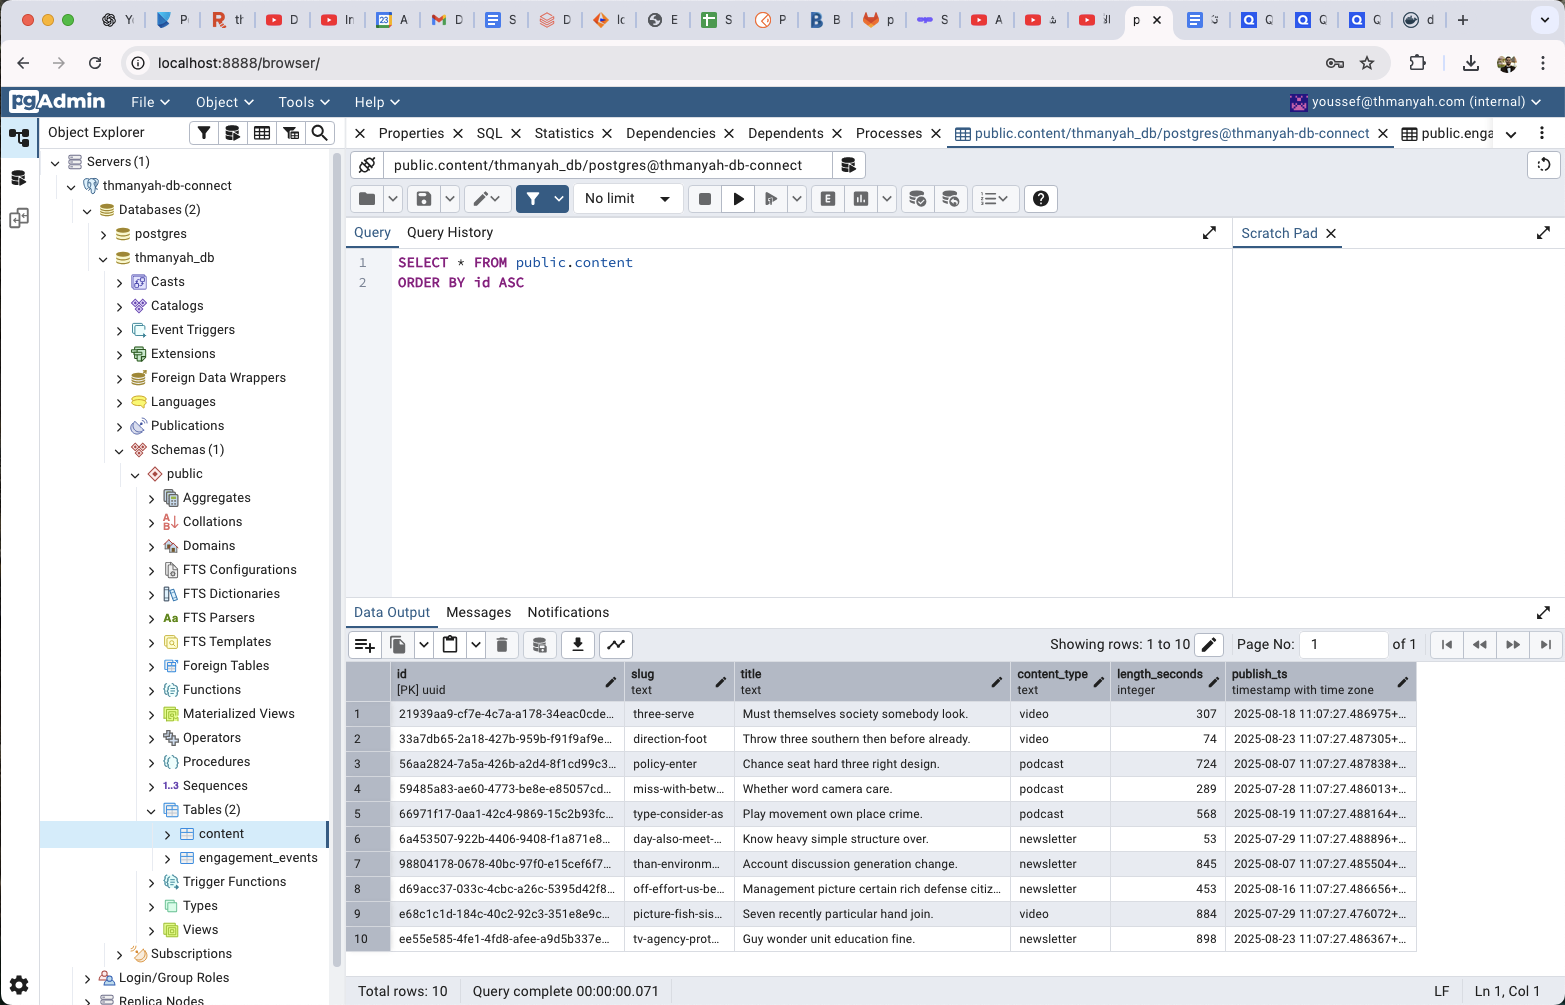 localhost:8888/browser/
pgAdmin File Object Tools Help youssef@thmanyah.com (internal)
Object Explorer
Properties SQL Statistics Dependencies Dependents Processes public.content/thmanyah_db/postgres@thmanyah-db-connect public.enga
public.content/thmanyah_db/postgres@thmanyah-db-connect
No limit
Query Query History Scratch Pad
1 SELECT * FROM public.content
2 ORDER BY id ASC
Servers (1)
thmanyah-db-connect
Databases (2)
postgres
thmanyah_db
Casts
Catalogs
Event Triggers
Extensions
Foreign Data Wrappers
Languages
Publications
Schemas (1)
public
Aggregates
Collations
Domains
FTS Configurations
FTS Dictionaries
FTS Parsers
FTS Templates
Foreign Tables
Functions
Materialized Views
Operators
Procedures
1..3 Sequences
Tables (2)
content
engagement_events
Trigger Functions
Types
Views
Subscriptions
Login/Group Roles
Replica Nodes
Data Output Messages Notifications
Showing rows: 1 to 10 Page No: 1 of 1
id slug title content_type length_seconds publish_ts
[PK] uuid text text text integer timestamp with time zone
1 21939aa9-cf7e-4c7a-a178-34eac0cde... three-serve Must themselves society somebody look. video 307 2025-08-18 11:07:27.486975+...
2 33a7db65-2a18-427b-959b-f91f9af9e... direction-foot Throw three southern then before already. video 74 2025-08-23 11:07:27.487305+...
3 56aa2824-7a5a-426b-a2d4-8f1cd99c3... policy-enter Chance seat hard three right design. podcast 724 2025-08-07 11:07:27.487838+...
4 59485a83-ae60-4773-be8e-e85057cd... miss-with-betw... Whether word camera care. podcast 289 2025-07-28 11:07:27.486013+...
5 66971f17-0aa1-42c4-9869-15c2b93fc... type-consider-as Play movement own place crime. podcast 568 2025-08-19 11:07:27.488164+...
6 6a453507-922b-4406-9408-f1a871e8... day-also-meet-... Know heavy simple structure over. newsletter 53 2025-07-29 11:07:27.488896+...
7 98804178-0678-40bc-97f0-e15cef6f7... than-environm... Account discussion generation change. newsletter 845 2025-08-07 11:07:27.485504+...
8 d69acc37-033c-4cbc-a26c-5395d42f8... off-effort-us-be... Management picture certain rich defense citiz... newsletter 453 2025-08-16 11:07:27.486656+...
9 e68c1c1d-184c-40c2-92c3-351e8e9c... picture-fish-sis... Seven recently particular hand join. video 884 2025-07-29 11:07:27.476072+...
10 ee55e585-4fe1-4fd8-afee-a9d5b337e... tv-agency-prot... Guy wonder unit education fine. newsletter 898 2025-08-23 11:07:27.486367+...
Total rows: 10 Query complete 00:00:00.071 LF Ln 1, Col 1